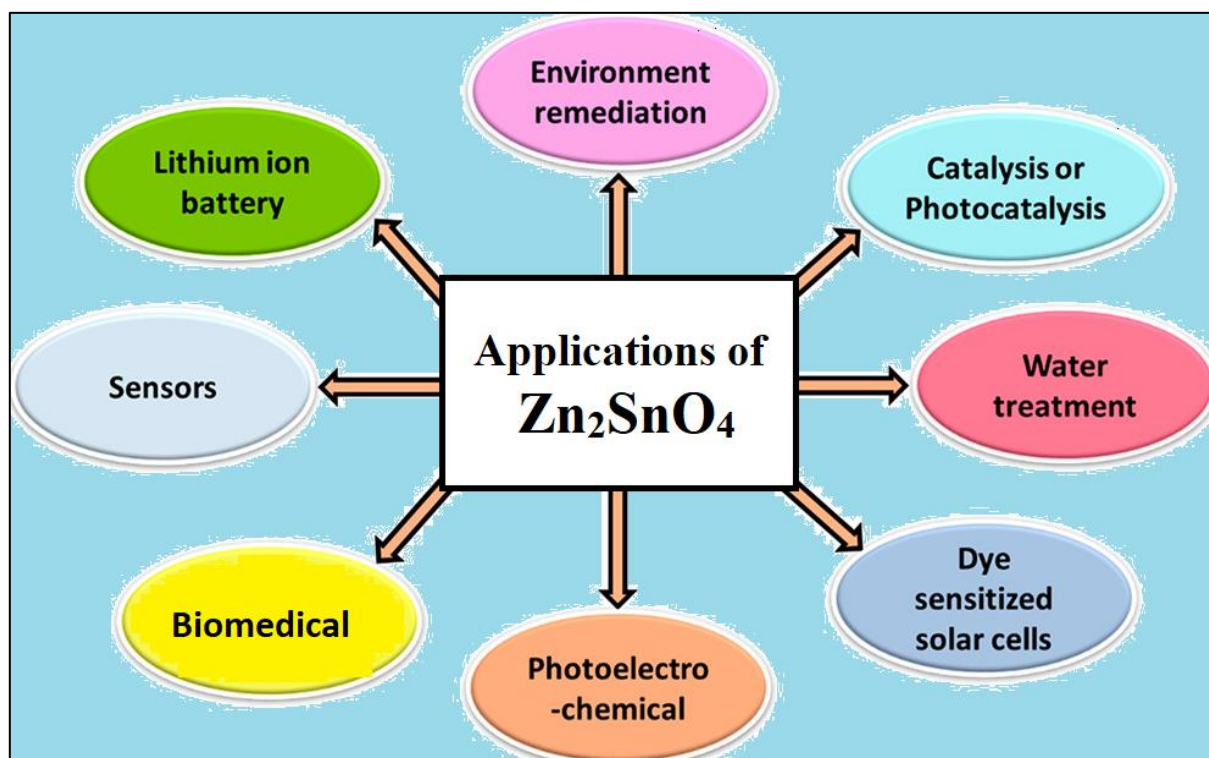 Environment
remediation
Lithium ion
battery
Catalysis or
Photocatalysis
Applications of
Zn₂SnO₄
Sensors
Water
treatment
Biomedical
Dye
sensitized
solar cells
Photoelectro
-chemical